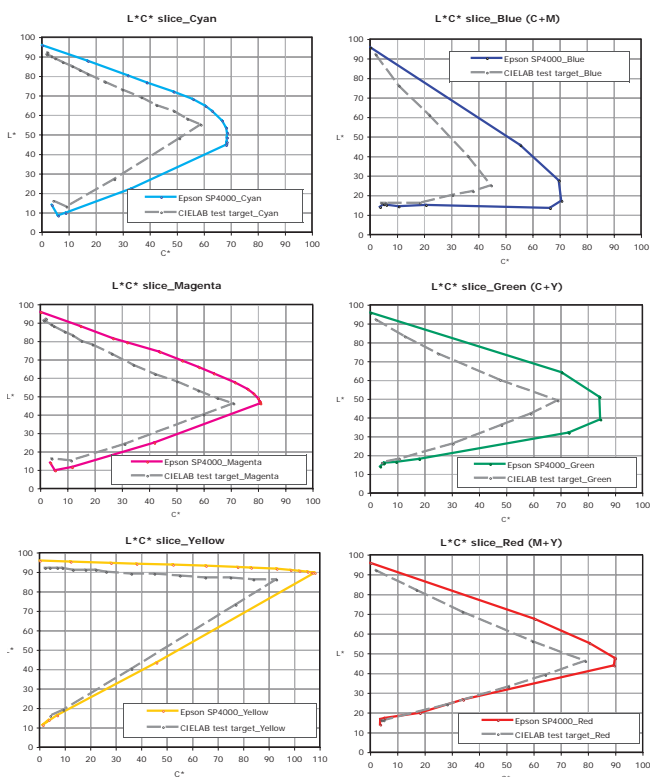 L*C* slice_Cyan
100
90
80
70
60
L* 50
40
30
20
10
0
0 10 20 30 40 50 60 70 80 90 100
C*
Epson SP4000_Cyan
CIELAB test target_Cyan
L*C* slice_Blue (C+M)
100
90
80
70
60
L* 50
40
30
20
10
0
0 10 20 30 40 50 60 70 80 90 100
C*
Epson SP4000_Blue
CIELAB test target_Blue
L*C* slice_Magenta
100
90
80
70
60
L* 50
40
30
20
10
0
0 10 20 30 40 50 60 70 80 90 100
C*
Epson SP4000_Magenta
CIELAB test target_Magenta
L*C* slice_Green (C+Y)
100
90
80
70
60
L* 50
40
30
20
10
0
0 10 20 30 40 50 60 70 80 90 100
C*
Epson SP4000_Green
CIELAB test target_Green
L*C* slice_Yellow
100
90
80
70
60
L* 50
40
30
20
10
0
0 10 20 30 40 50 60 70 80 90 100 110
C*
Epson SP4000_Yellow
CIELAB test target_Yellow
L*C* slice_Red (M+Y)
100
90
80
70
60
L* 50
40
30
20
10
0
0 10 20 30 40 50 60 70 80 90 100
Epson SP4000_Red
CIELAB test target_Red